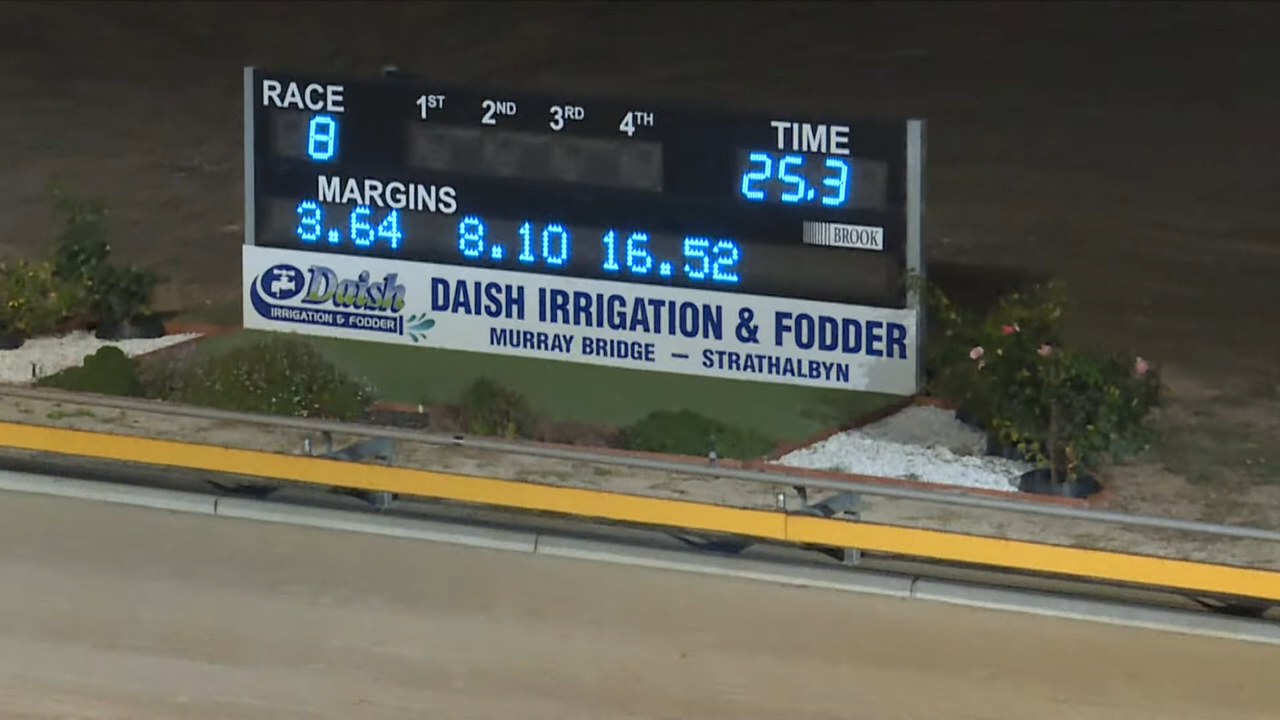 RACE 1ST 2ND 3RD 4TH TIME
8 25.3
MARGINS
3.64 8.10 16.52
BROOK
Daish
IRRIGATION & FODDER
DAISH IRRIGATION & FODDER
MURRAY BRIDGE — STRATHALBYN